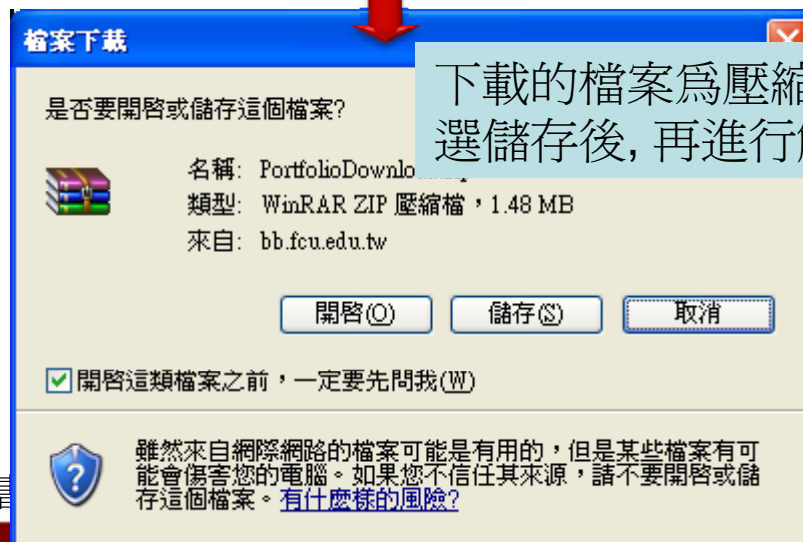 檔案下載
下載的檔案為壓縮
選儲存後,再進行
是否要開啓或儲存這個檔案?
名稱: PortfolioDownlo
類型: WinRAR ZIP 壓縮檔,1.48 MB
來自: bb.fcu.edu.tw
開啓(O) 儲存(S) 取消
開啓這類檔案之前,一定要先問我(W)
雖然來自網際網路的檔案可能是有用的,但是某些檔案有可
能會傷害您的電腦。如果您不信任其來源,請不要開啓或儲
存這個檔案。有什麼樣的風險?